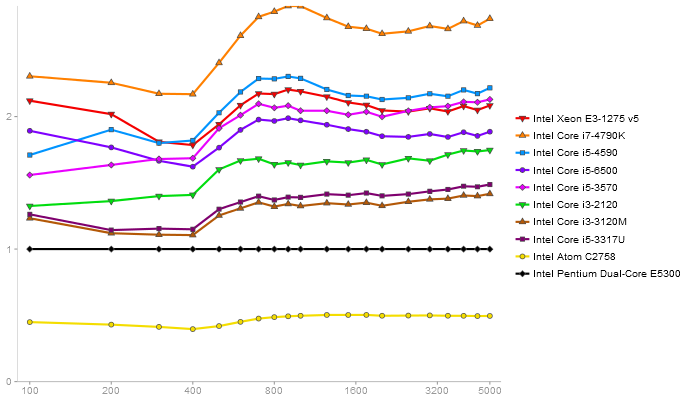 2
1
0
100
200
400
800
1600
3200
5000
Intel Xeon E3-1275 v5
Intel Core i7-4790K
Intel Core i5-4590
Intel Core i5-6500
Intel Core i5-3570
Intel Core i3-2120
Intel Core i3-3120M
Intel Core i5-3317U
Intel Atom C2758
Intel Pentium Dual-Core E5300